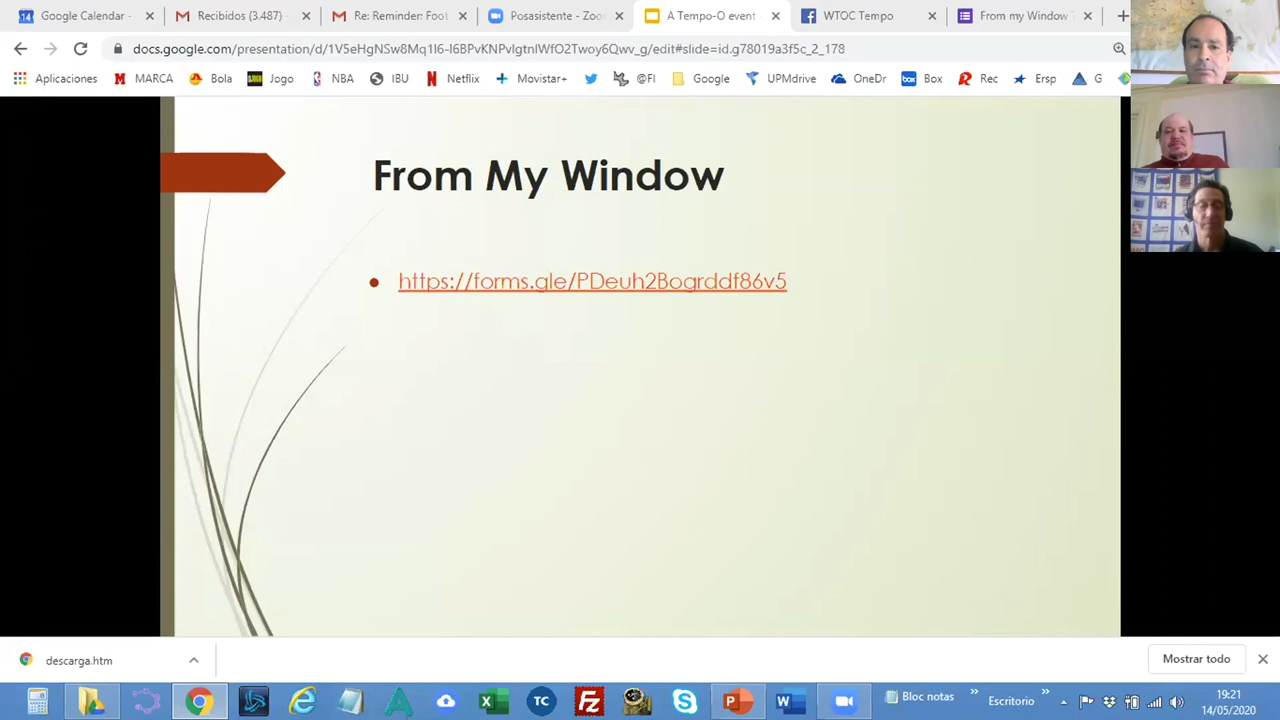 Google Calendar -
Recibidos (3.487) -
Re: Reminder: Foo
Posasistente - Zoo
A Tempo-O event
WTOC Tempo
From my Window
docs.google.com/presentation/d/1V5eHgNSw8Mq1I6-I6BPvKNPvIgtnIWfO2Twoy6Qwv_g/edit#slide=id.g78019a3f5c_2_178
Aplicaciones
MARCA
Bola
Jogo
NBA
IBU
Netflix
Movistar+
@FI
Google
UPMdrive
OneDr
Box
Rec
Ersp
G
From My Window
https://forms.gle/PDeuh2Bogrddf86v5
descarga.htm
Mostrar todo
Bloc notas
Escritorio
19:21
14/05/2020